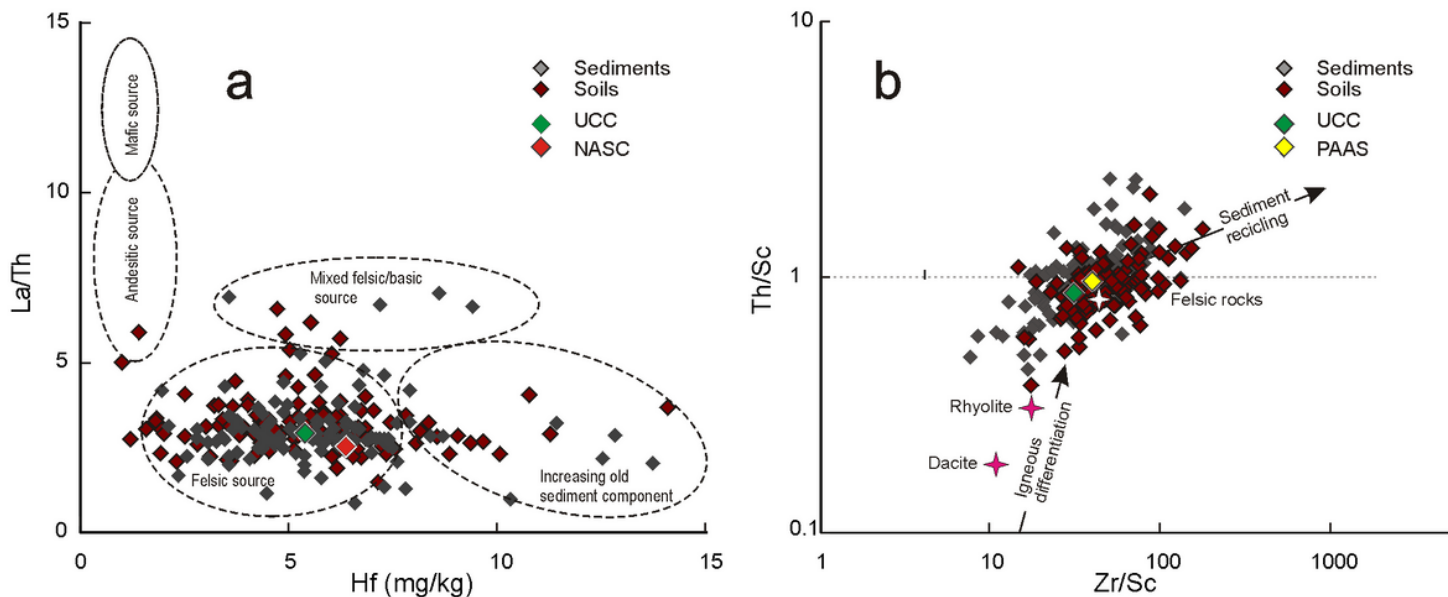 a
Sediments
Soils
UCC
NASC
Mafic source
Andesitic source
Mixed felsic/basic
source
Felsic source
Increasing old
sediment component
La/Th
15
10
5
0
0
5
10
15
Hf (mg/kg)
b
Sediments
Soils
UCC
PAAS
Sediment
recicling
Felsic rocks
Rhyolite
Dacite
Igneous
differentiation
Th/Sc
10
1
0.1
1
10
100
1000
Zr/Sc